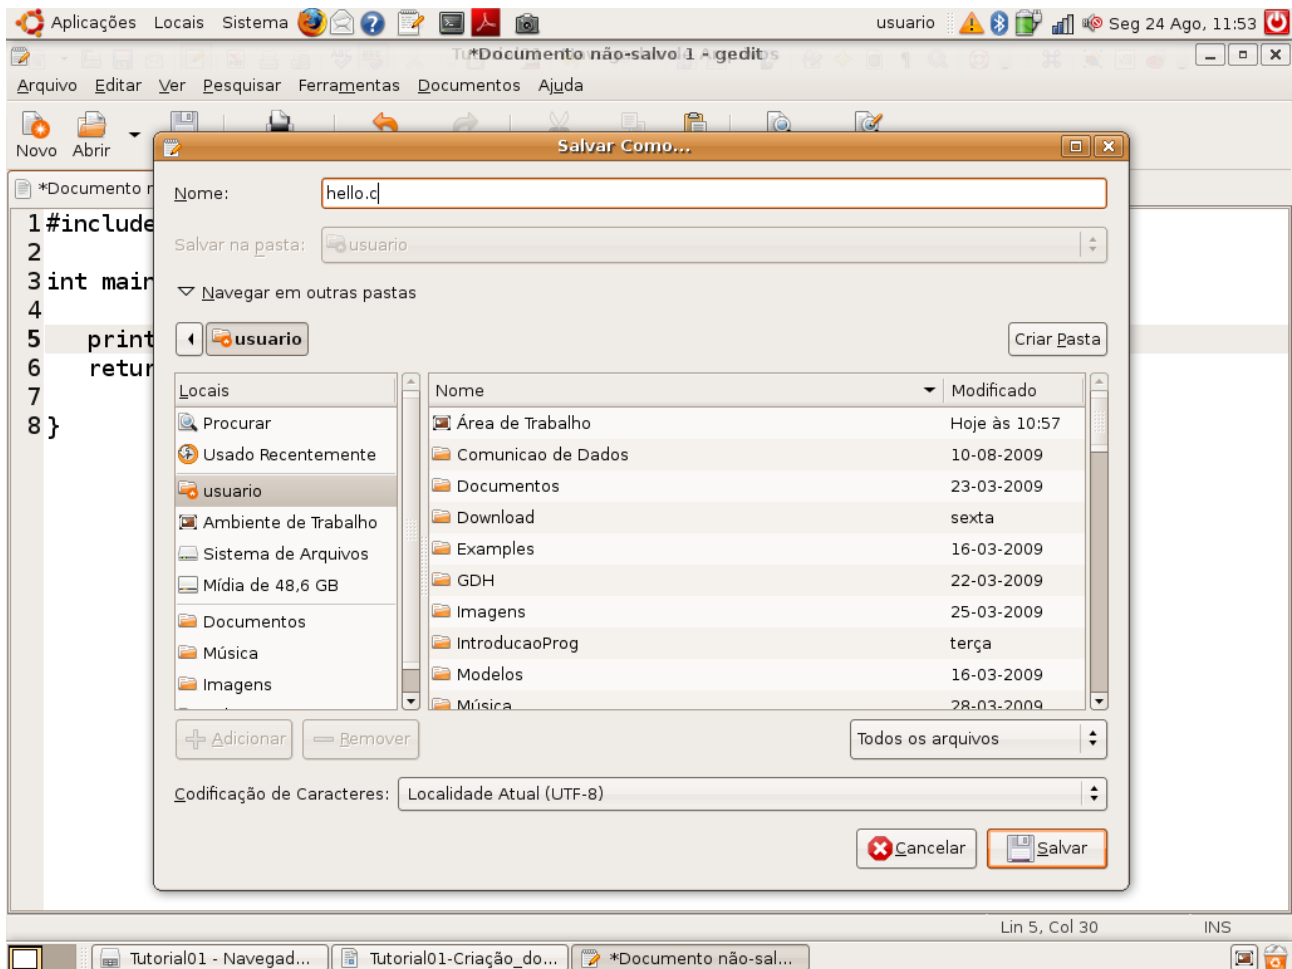 Aplicações Locais Sistema usuario Seg 24 Ago, 11:53
*Documento não-salvo 1 - gedit
Arquivo Editar Ver Pesquisar Ferramentas Documentos Ajuda
Novo Abrir
Salvar Como...
*Documento n
Nome: hello.c
1 #include
2
3 int main
4
5 print
6 retur
7
8 }
Salvar na pasta: usuario
Navegar em outras pastas
usuario Criar Pasta
Locais
Procurar
Usado Recentemente
usuario
Ambiente de Trabalho
Sistema de Arquivos
Mídia de 48,6 GB
Documentos
Música
Imagens
Nome Modificado
Área de Trabalho Hoje às 10:57
Comunicao de Dados 10-08-2009
Documentos 23-03-2009
Download sexta
Examples 16-03-2009
GDH 22-03-2009
Imagens 25-03-2009
IntroducaoProg terça
Modelos 16-03-2009
Música 28-03-2009
Adicionar Remover Todos os arquivos
Codificação de Caracteres: Localidade Atual (UTF-8)
Cancelar Salvar
Lin 5, Col 30 INS
Tutorial01 - Navegad... Tutorial01-Criação_do... *Documento não-sal...